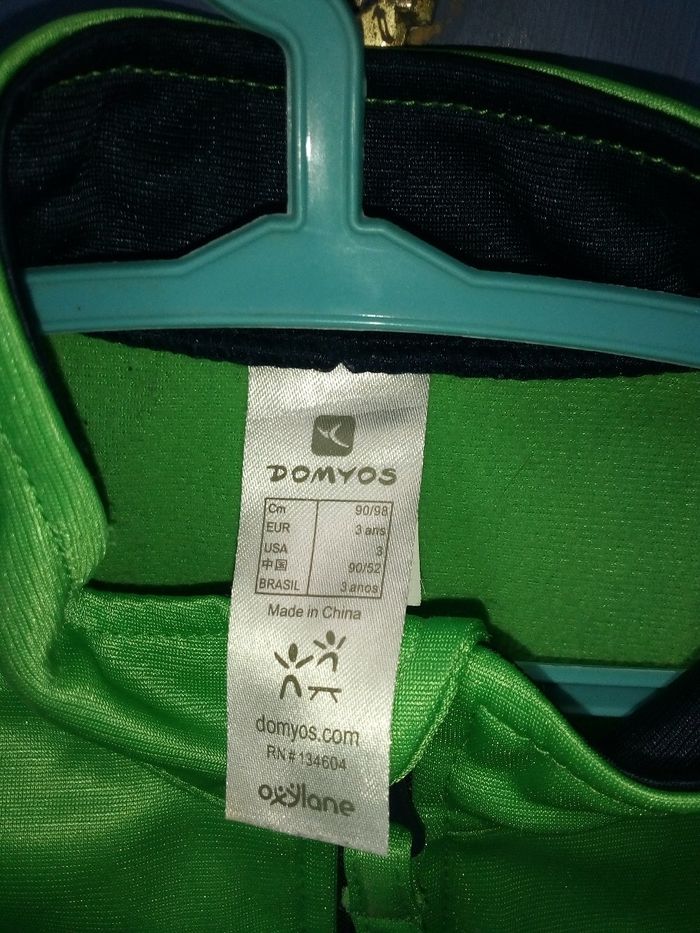 DOMYOS
Cm 90/98
EUR 3 ans
USA 3
中国 90/52
BRASIL 3 anos
Made in China
domyos.com
RN # 134604
oxylane